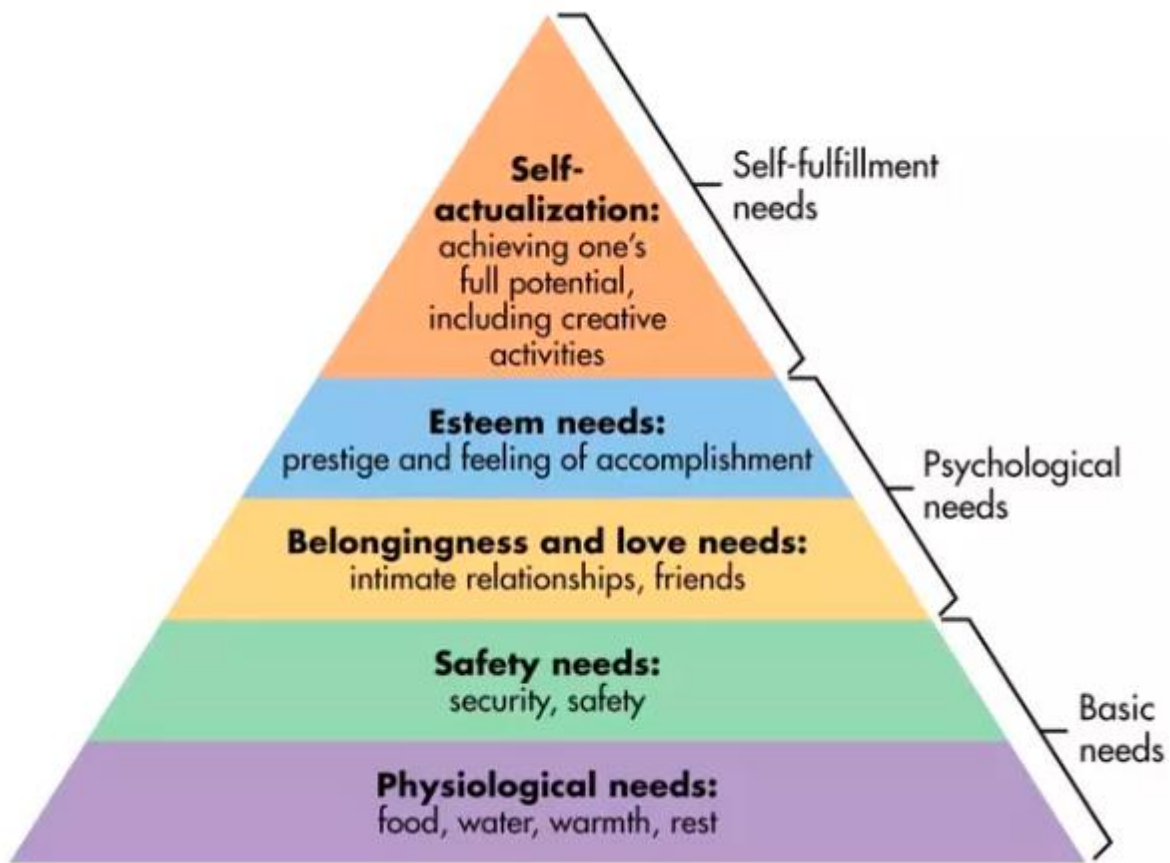 Self-
actualization:
achieving one's
full potential,
including creative
activities
Self-fulfillment
needs
Esteem needs:
prestige and feeling of accomplishment
Psychological
needs
Belongingness and love needs:
intimate relationships, friends
Safety needs:
security, safety
Basic
needs
Physiological needs:
food, water, warmth, rest